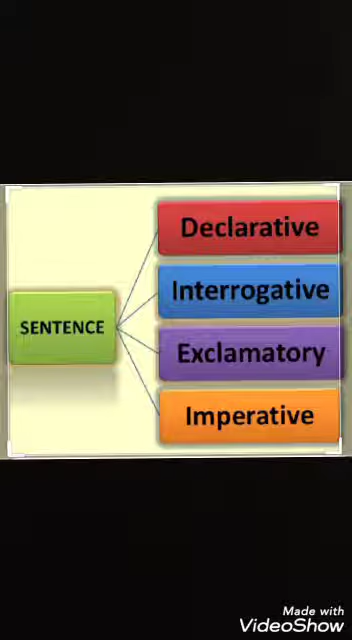 SENTENCE
Declarative
Interrogative
Exclamatory
Imperative
Made with
VideoShow